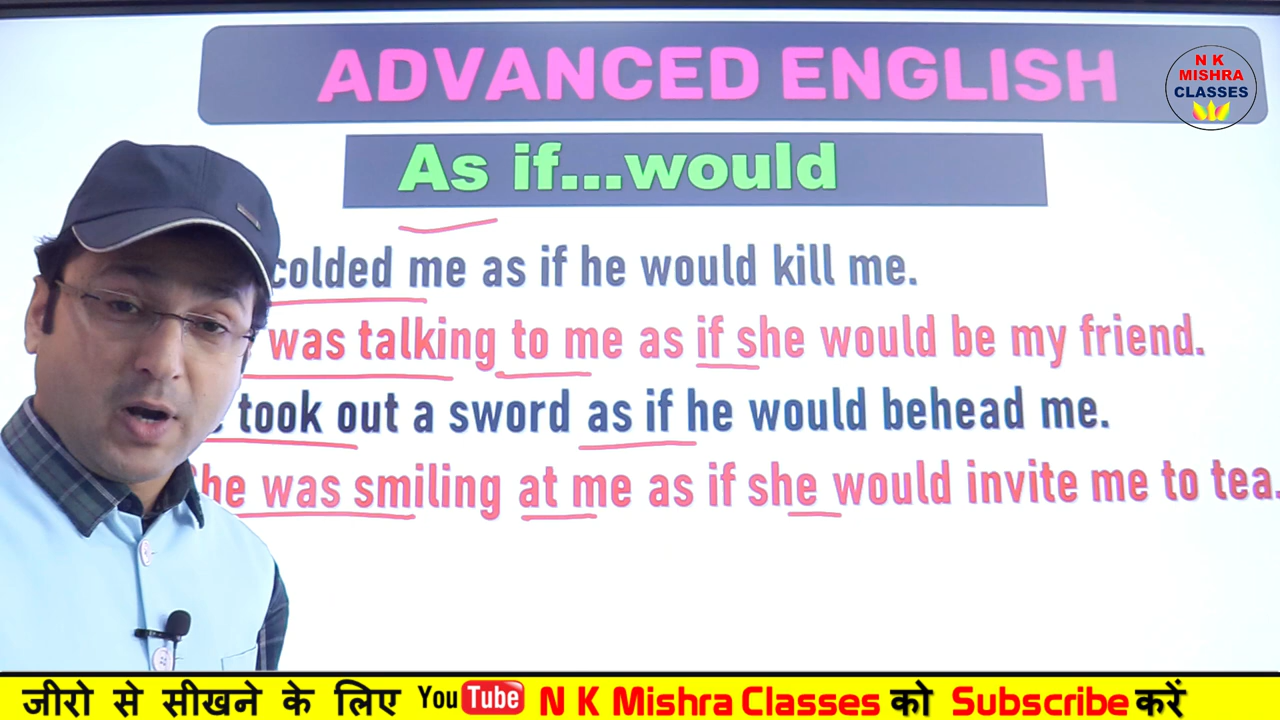 ADVANCED ENGLISH
N K
MISHRA
CLASSES
As if...would
colded me as if he would kill me.
was talking to me as if she would be my friend.
took out a sword as if he would behead me.
She was smiling at me as if she would invite me to tea.
जीरो से सीखने के लिए YouTube N K Mishra Classes को Subscribe करें